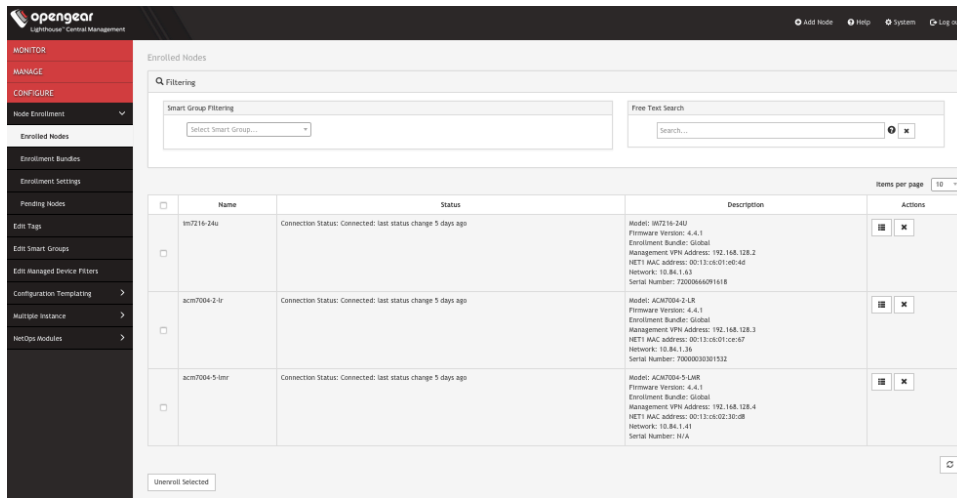 opengear
Lighthouse™ Central Management
Add Node
Help
System
Log ou
MONITOR
MANAGE
CONFIGURE
Node Enrollment
Enrolled Nodes
Enrollment Bundles
Enrollment Settings
Pending Nodes
Edit Tags
Edit Smart Groups
Edit Managed Device Filters
Configuration Templating
Multiple Instance
NetOps Modules
Enrolled Nodes
Filtering
Smart Group Filtering
Select Smart Group...
Free Text Search
Search...
Items per page 10
Name Status Description Actions
im7216-24u
Connection Status: Connected: last status change 5 days ago
Model: IM7216-24U
Firmware Version: 4.4.1
Enrollment Bundle: Global
Management VPN Address: 192.168.128.2
NET1 MAC address: 00:13:c6:01:e0:4d
Network: 10.84.1.63
Serial Number: 72000666091618
acm7004-2-lr
Connection Status: Connected: last status change 5 days ago
Model: ACM7004-2-LR
Firmware Version: 4.4.1
Enrollment Bundle: Global
Management VPN Address: 192.168.128.3
NET1 MAC address: 00:13:c6:01:ce:67
Network: 10.84.1.36
Serial Number: 70000030301532
acm7004-5-lmr
Connection Status: Connected: last status change 5 days ago
Model: ACM7004-5-LMR
Firmware Version: 4.4.1
Enrollment Bundle: Global
Management VPN Address: 192.168.128.4
NET1 MAC address: 00:13:c6:02:30:d8
Network: 10.84.1.41
Serial Number: N/A
Unenroll Selected